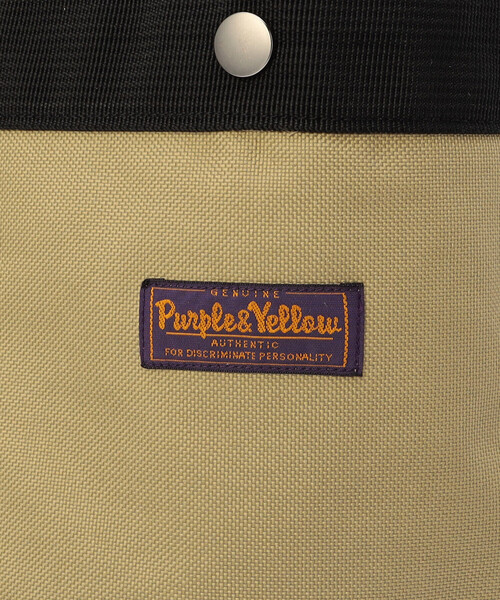 GENUINE
Purple&Yellow
AUTHENTIC
FOR DISCRIMINATE PERSONALITY